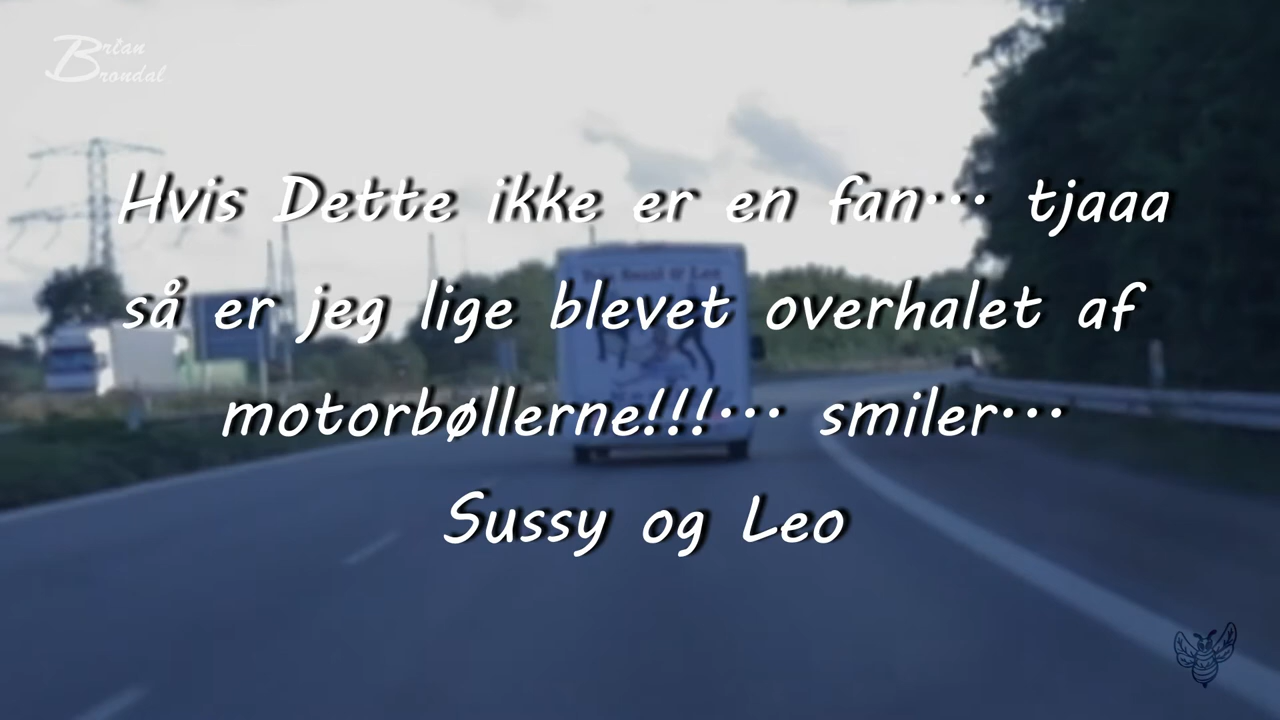 Brian
Brondal
Hvis Dette ikke er en fan... tjaaa
så er jeg lige blevet overhalet af
motorbøllerne!!!... smiler...
Sussy og Leo